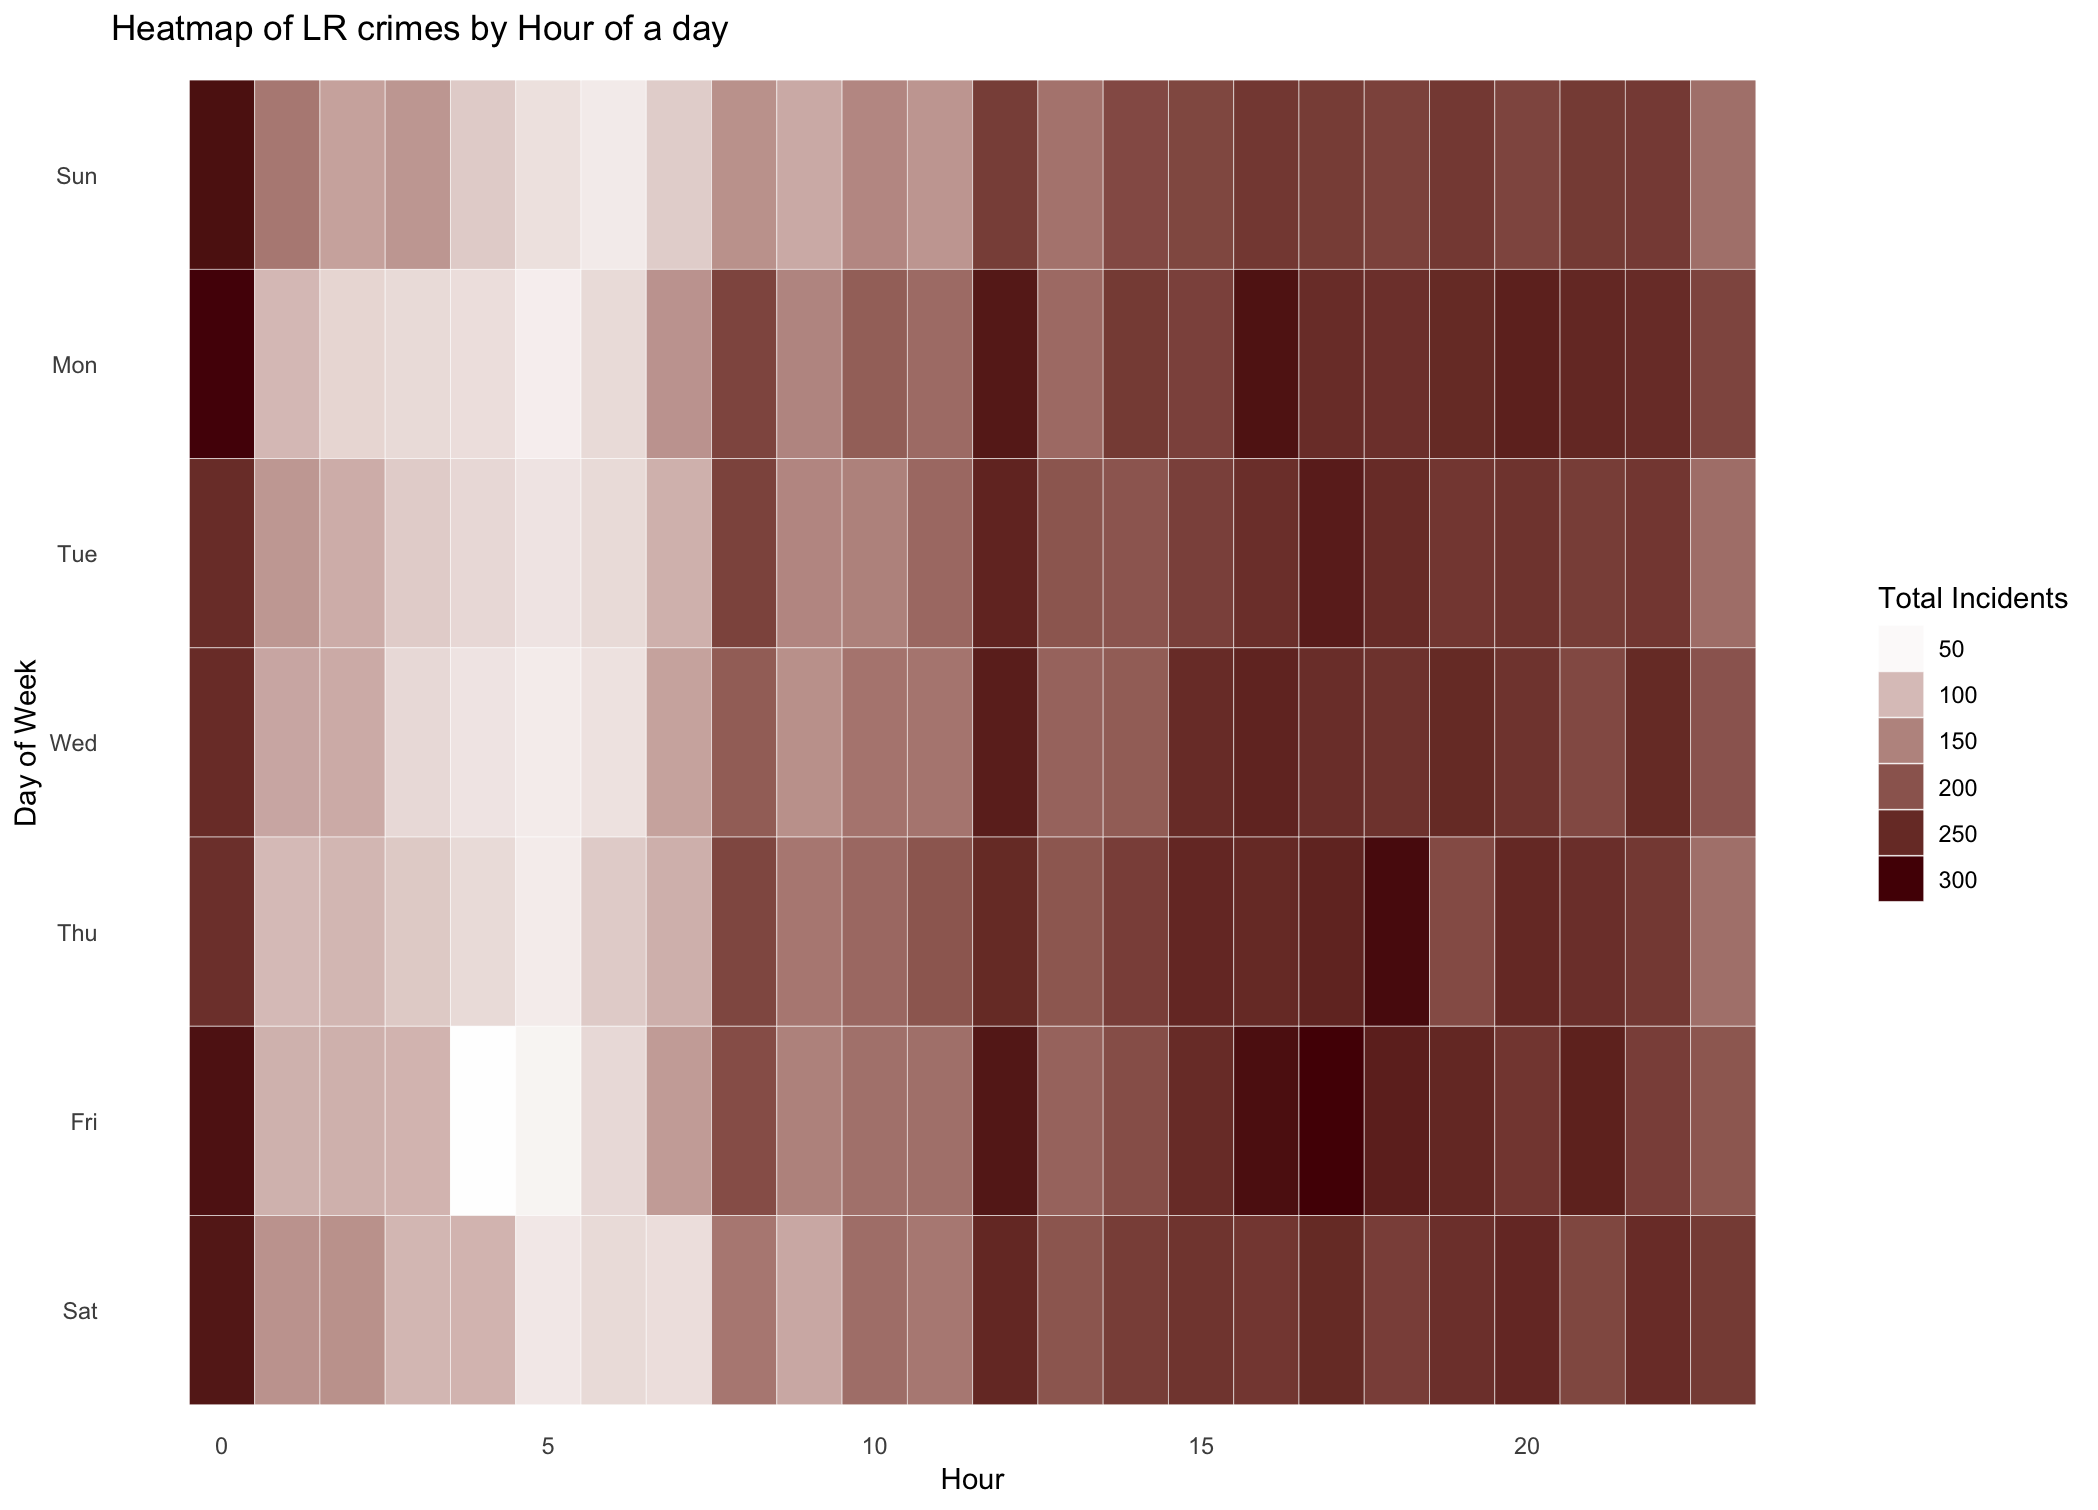 Heatmap of LR crimes by Hour of a day
Day of Week
Sun
Mon
Tue
Wed
Thu
Fri
Sat
0 5 10 15 20
Hour
Total Incidents
50
100
150
200
250
300